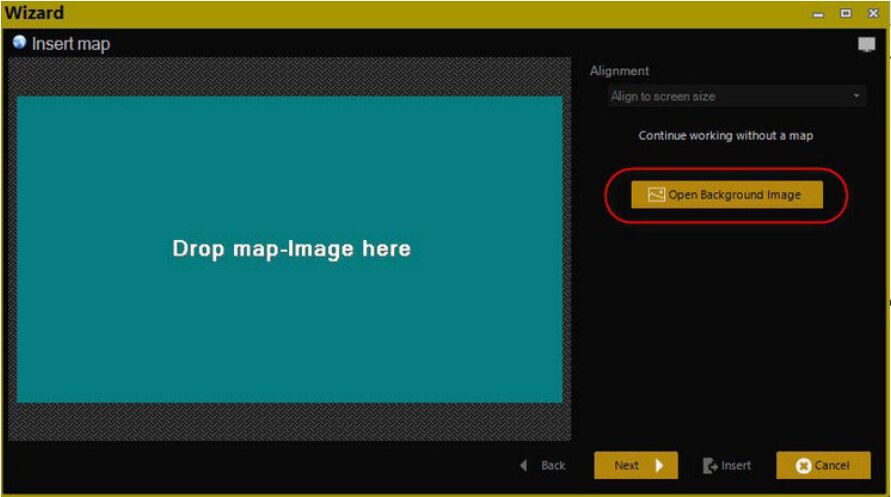 Wizard
Insert map
Alignment
Align to screen size
Continue working without a map
Open Background Image
Drop map-Image here
Back
Next
Insert
Cancel